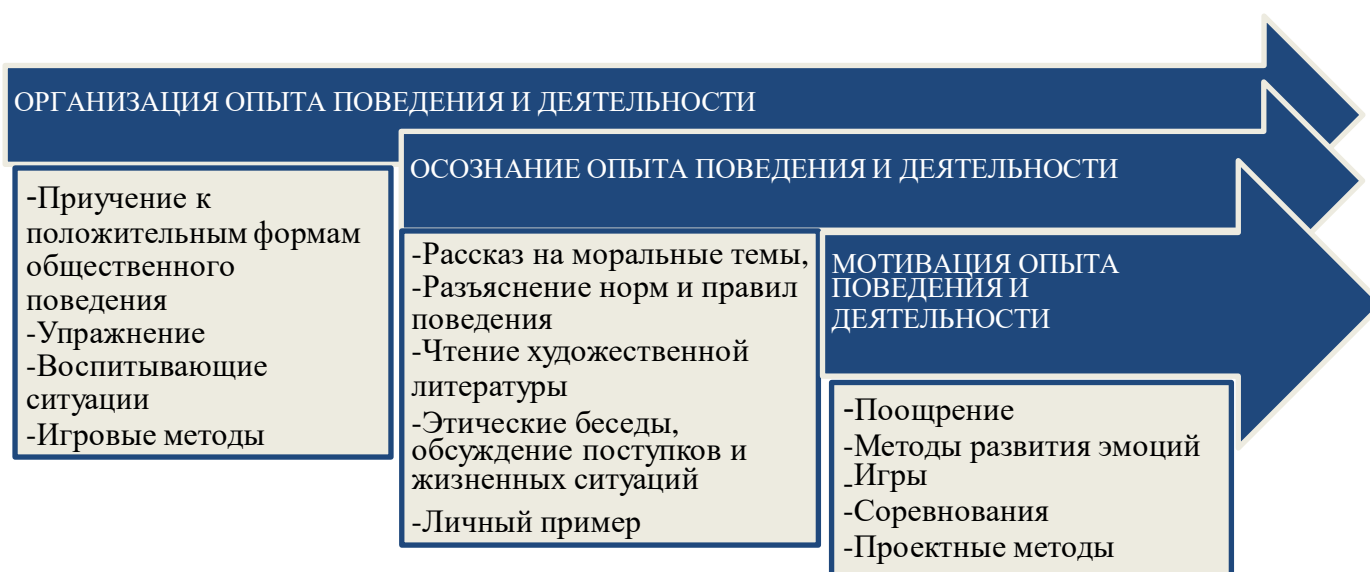 ОРГАНИЗАЦИЯ ОПЫТА ПОВЕДЕНИЯ И ДЕЯТЕЛЬНОСТИ
-Приучение к
положительным формам
общественного
поведения
-Упражнение
-Воспитывающие
ситуации
-Игровые методы
ОСОЗНАНИЕ ОПЫТА ПОВЕДЕНИЯ И ДЕЯТЕЛЬНОСТИ
-Рассказ на моральные темы,
-Разъяснение норм и правил
поведения
-Чтение художественной
литературы
-Этические беседы,
обсуждение поступков и
жизненных ситуаций
-Личный пример
МОТИВАЦИЯ ОПЫТА
ПОВЕДЕНИЯ И
ДЕЯТЕЛЬНОСТИ
-Поощрение
-Методы развития эмоций
-Игры
-Соревнования
-Проектные методы